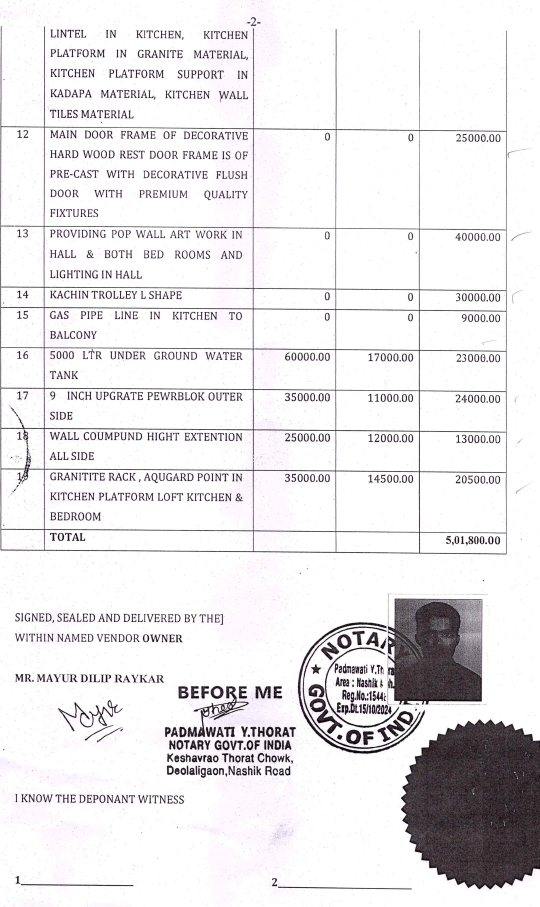 -2-
LINTEL IN KITCHEN, KITCHEN
PLATFORM IN GRANITE MATERIAL,
KITCHEN PLATFORM SUPPORT IN
KADAPA MATERIAL, KITCHEN WALL
TILES MATERIAL
12 MAIN DOOR FRAME OF DECORATIVE 0 0 25000.00
HARD WOOD REST DOOR FRAME IS OF
PRE-CAST WITH DECORATIVE FLUSH
DOOR WITH PREMIUM QUALITY
FIXTURES
13 PROVIDING POP WALL ART WORK IN 0 0 40000.00
HALL & BOTH BED ROOMS AND
LIGHTING IN HALL
14 KACHIN TROLLEY L SHAPE 0 0 30000.00
15 GAS PIPE LINE IN KITCHEN TO 0 0 9000.00
BALCONY
16 5000 LTR UNDER GROUND WATER 60000.00 17000.00 23000.00
TANK
17 9 INCH UPGRATE PEWRBLOK OUTER 35000.00 11000.00 24000.00
SIDE
18 WALL COUMPUND HIGHT EXTENTION 25000.00 12000.00 13000.00
ALL SIDE
19 GRANITITE RACK , AQUGARD POINT IN 35000.00 14500.00 20500.00
KITCHEN PLATFORM LOFT KITCHEN &
BEDROOM
TOTAL 5,01,800.00
SIGNED, SEALED AND DELIVERED BY THE]
WITHIN NAMED VENDOR OWNER
MR. MAYUR DILIP RAYKAR
BEFORE ME
PADMAWATI Y.THORAT
NOTARY GOVT.OF INDIA
Keshavrao Thorat Chowk,
Deolaligaon,Nashik Road
NOTAR
Padmawati Y.Th
Area : Nashik
Reg.No.:1544
Exp.Dt.15/10/2024
GOVT. OF IND
I KNOW THE DEPONANT WITNESS
1
2